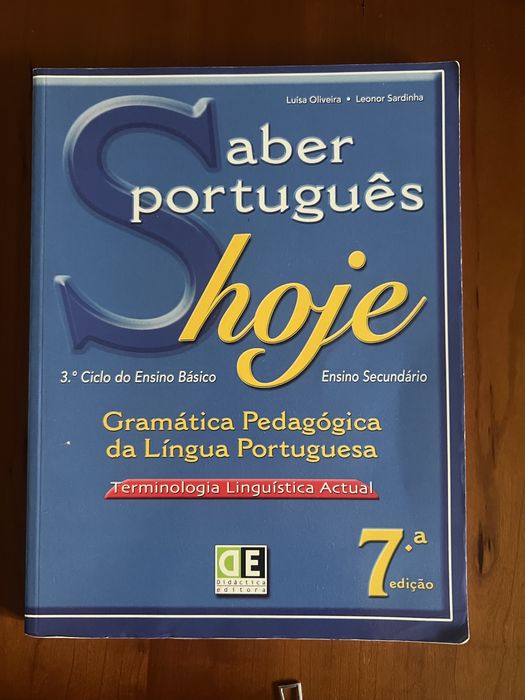 Luísa Oliveira • Leonor Sardinha
Saber
português
hoje
3.º Ciclo do Ensino Básico Ensino Secundário
Gramática Pedagógica
da Língua Portuguesa
Terminologia Linguística Actual
DE
Didáctica
editora
7.ª
edição